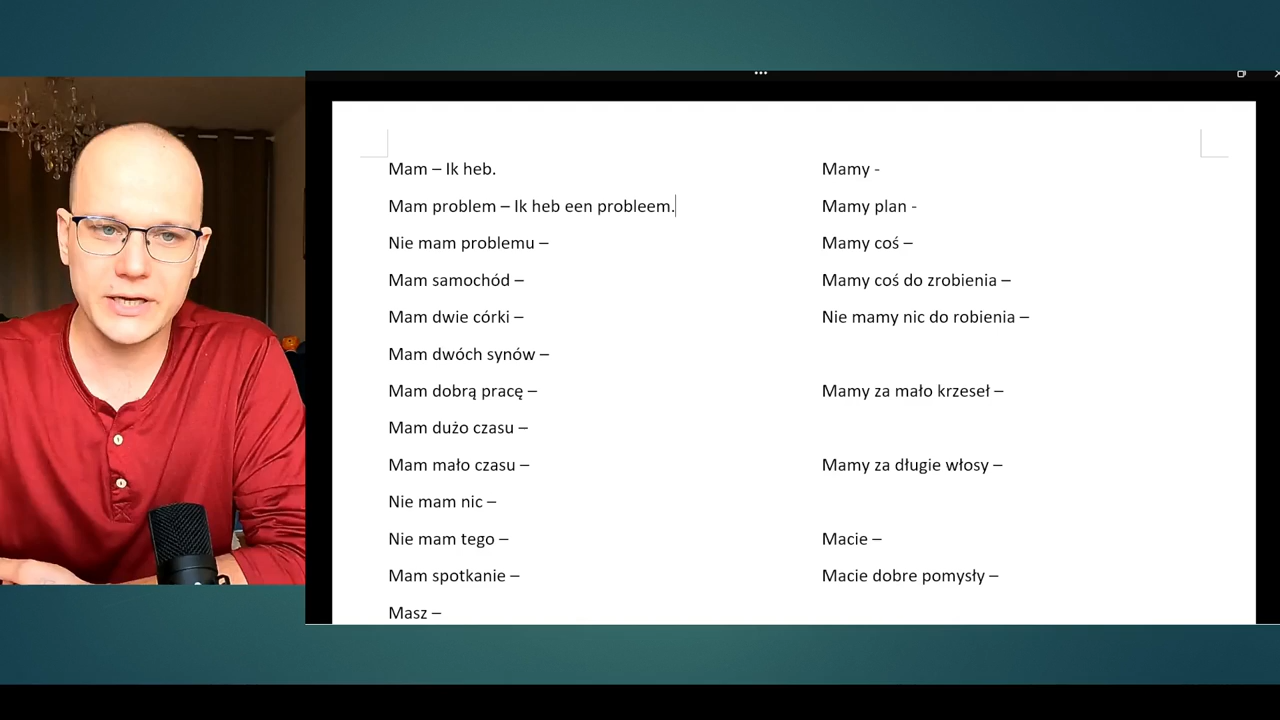 Mam – Ik heb.
Mam problem – Ik heb een probleem.
Nie mam problemu –
Mam samochód –
Mam dwie córki –
Mam dwóch synów –
Mam dobrą pracę –
Mam dużo czasu –
Mam mało czasu –
Nie mam nic –
Nie mam tego –
Mam spotkanie –
Masz –
Mamy -
Mamy plan -
Mamy coś –
Mamy coś do zrobienia –
Nie mamy nic do robienia –
Mamy za mało krzeseł –
Mamy za długie włosy –
Macie –
Macie dobre pomysły –